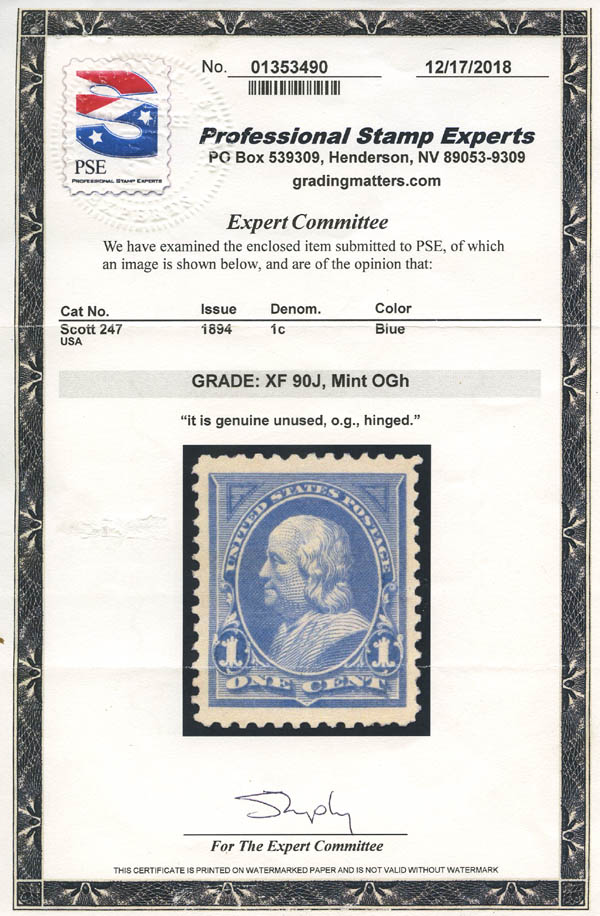 No. 01353490 12/17/2018
PSE
PROFESSIONAL STAMP EXPERTS
Professional Stamp Experts
PO Box 539309, Henderson, NV 89053-9309
gradingmatters.com
Expert Committee
We have examined the enclosed item submitted to PSE, of which
an image is shown below, and are of the opinion that:
Cat No. Issue Denom. Color
Scott 247 1894 1c Blue
USA
GRADE: XF 90J, Mint OGh
“it is genuine unused, o.g., hinged.”
UNITED STATES POSTAGE
1 1
ONE CENT
For The Expert Committee
THIS CERTIFICATE IS PRINTED ON WATERMARKED PAPER AND IS NOT VALID WITHOUT WATERMARK